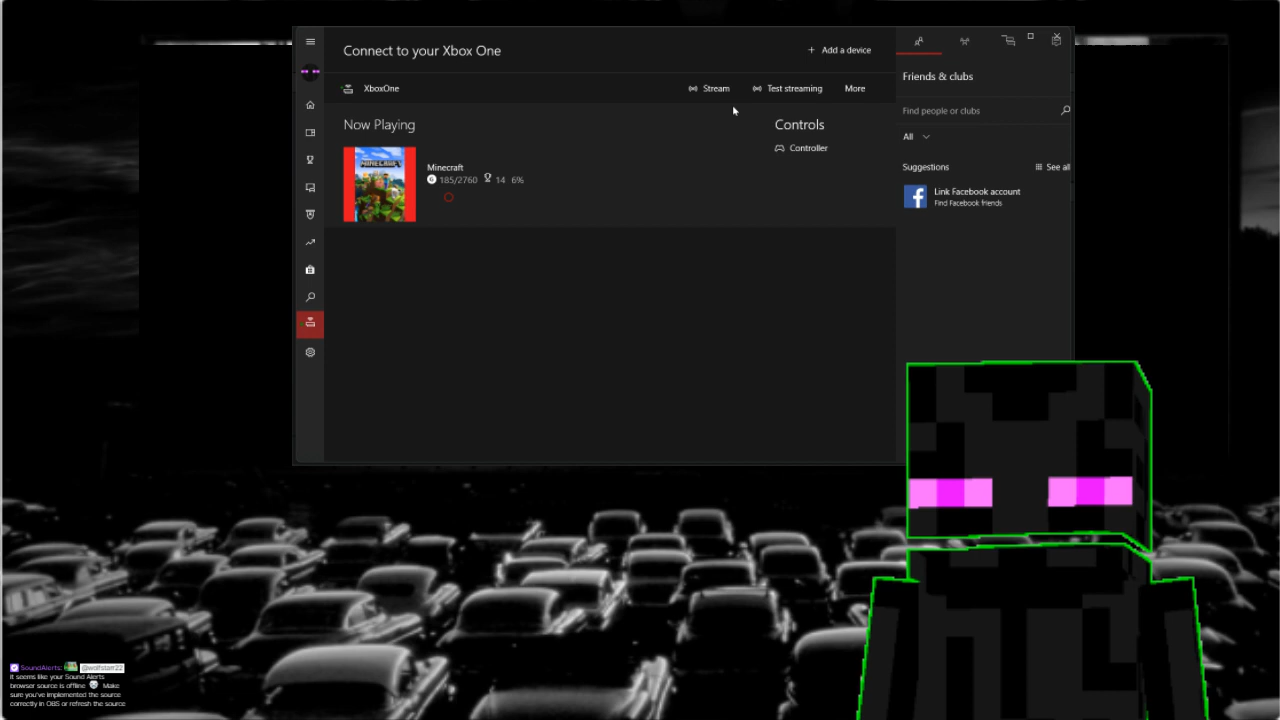 Connect to your Xbox One
Add a device
XboxOne
Stream
Test streaming
More
Now Playing
Minecraft
185/2760 14 6%
Controls
Controller
Friends & clubs
Find people or clubs
All
Suggestions
See all
Link Facebook account
Find Facebook friends
SoundAlerts: @wolfstarr22
It seems like your Sound Alerts
browser source is offline Make
sure you've implemented the source
correctly in OBS or refresh the source